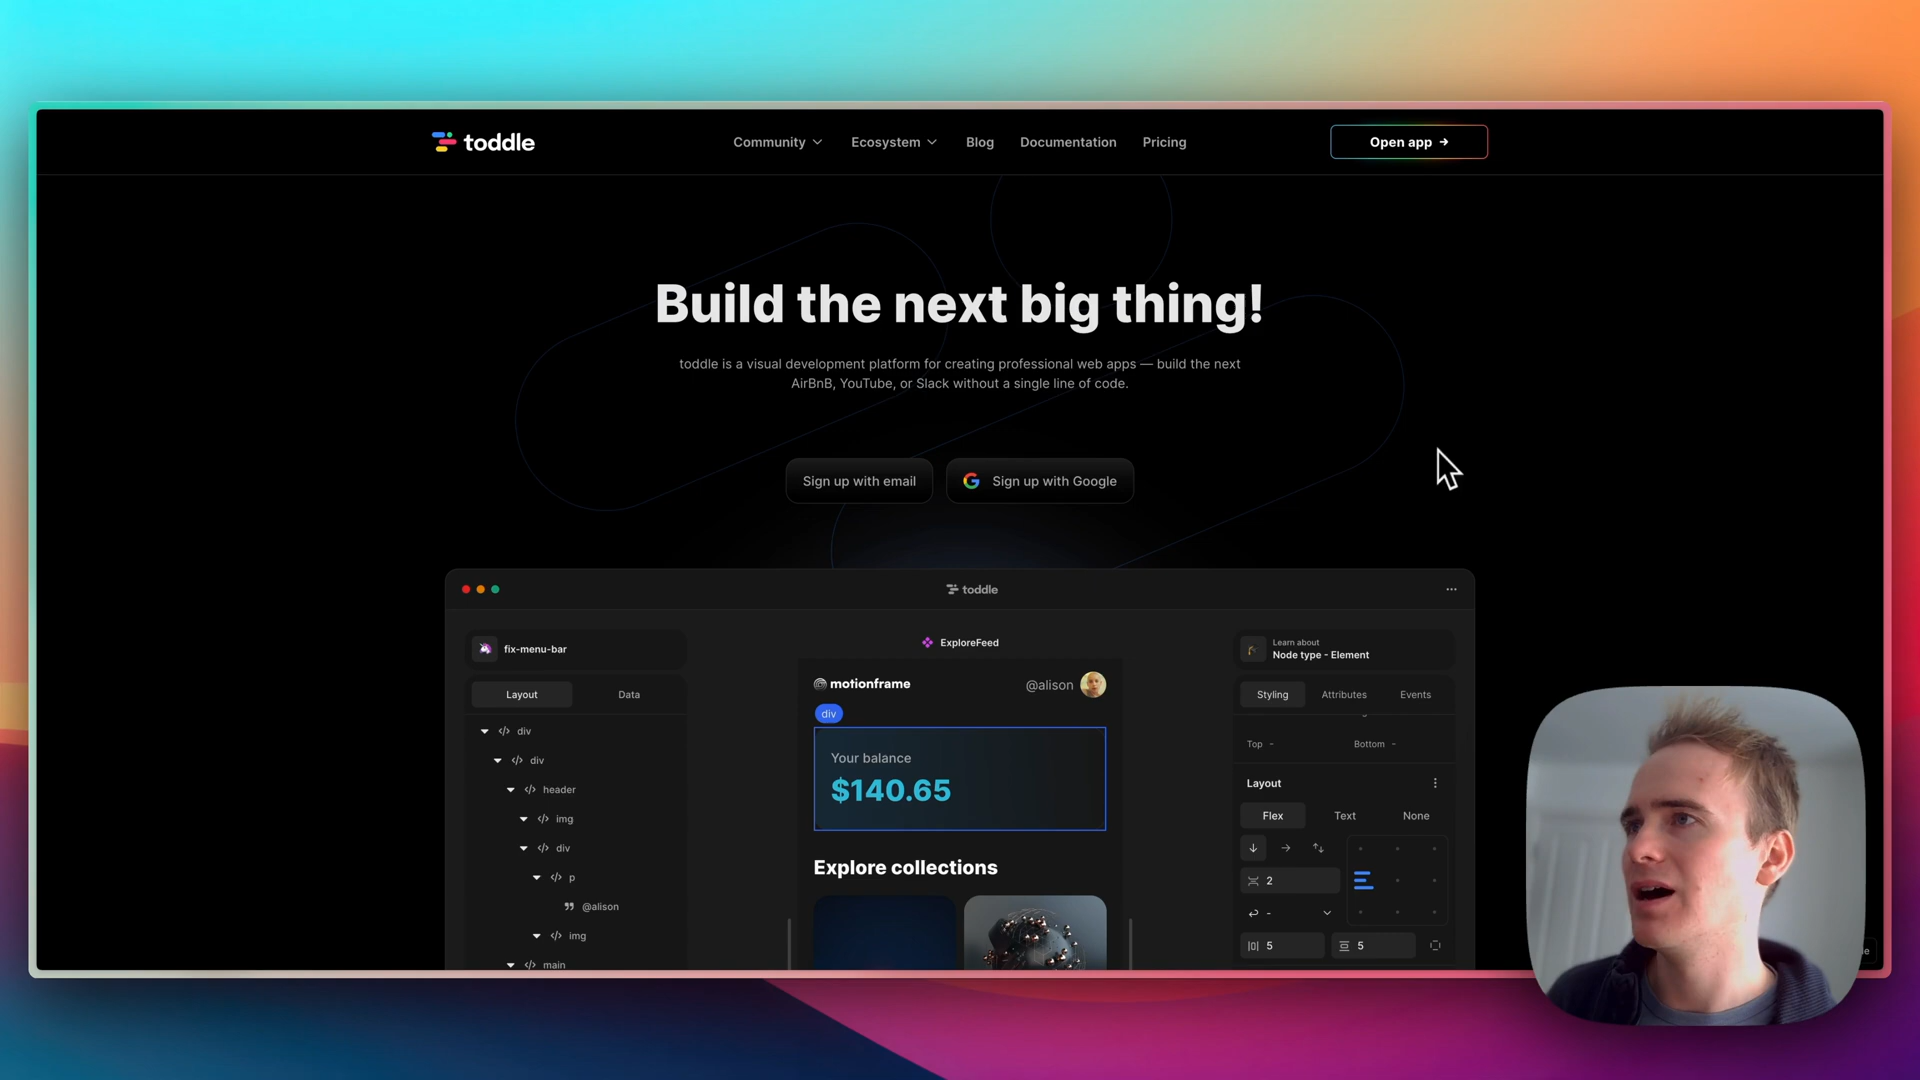 toddle
Community
Ecosystem
Blog
Documentation
Pricing
Open app →
Build the next big thing!
toddle is a visual development platform for creating professional web apps — build the next
AirBnB, YouTube, or Slack without a single line of code.
Sign up with email
Sign up with Google
toddle
fix-menu-bar
Layout
Data
</> div
</> div
</> header
</> img
</> div
</> p
@alison
</> img
</> main
ExploreFeed
motionframe
@alison
div
Your balance
$140.65
Explore collections
Learn about
Node type - Element
Styling
Attributes
Events
Top -
Bottom -
Layout
Flex
Text
None
2
-
5
5